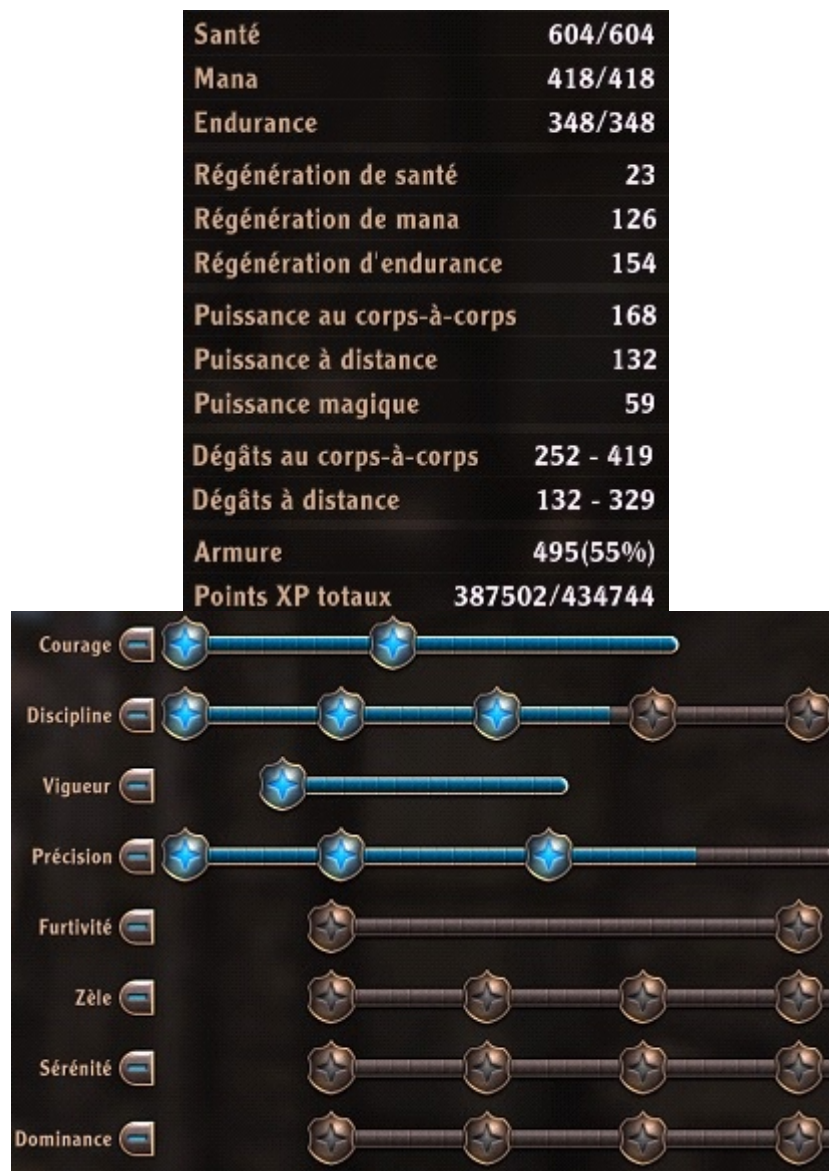 Santé 604/604
Mana 418/418
Endurance 348/348
Régénération de santé 23
Régénération de mana 126
Régénération d'endurance 154
Puissance au corps-à-corps 168
Puissance à distance 132
Puissance magique 59
Dégâts au corps-à-corps 252 - 419
Dégâts à distance 132 - 329
Armure 495(55%)
Points XP totaux 387502/434744
Courage
Discipline
Vigueur
Précision
Furtivité
Zèle
Sérénité
Dominance